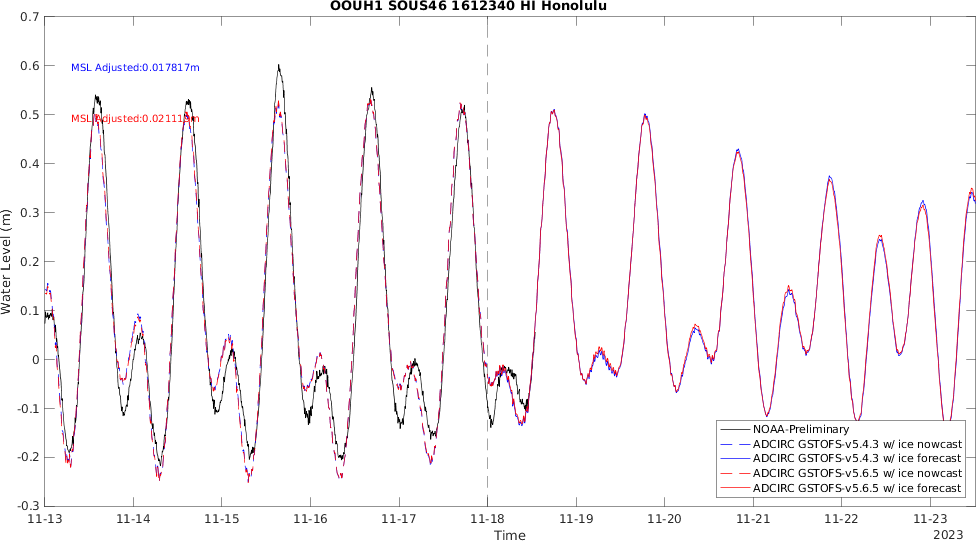 OOUH1 SOUS46 1612340 HI Honolulu
0.7
0.6
0.5
0.4
0.3
0.2
0.1
0
-0.1
-0.2
-0.3
Water Level (m)
MSL Adjusted:0.017817m
MSL Adjusted:0.02111
NOAA-Preliminary
ADCIRC GSTOFS-v5.4.3 w/ ice nowcast
ADCIRC GSTOFS-v5.4.3 w/ ice forecast
ADCIRC GSTOFS-v5.6.5 w/ ice nowcast
ADCIRC GSTOFS-v5.6.5 w/ ice forecast
11-13 11-14 11-15 11-16 11-17 11-18 11-19 11-20 11-21 11-22 11-23
Time
2023